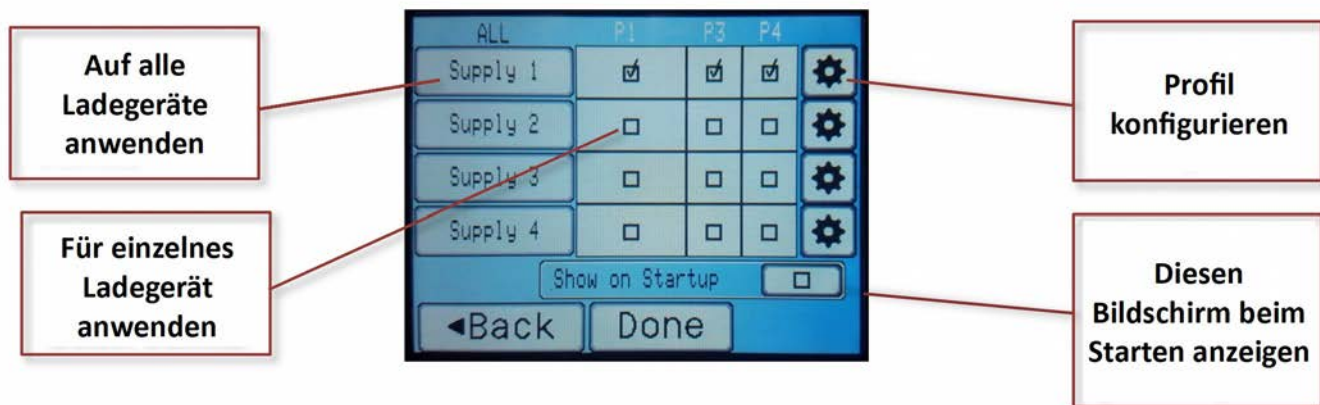 Auf alle
Ladegeräte
anwenden
Für einzelnes
Ladegerät
anwenden
ALL P1 P3 P4
Supply 1
Supply 2
Supply 3
Supply 4
Show on Startup
◄Back Done
Profil
konfigurieren
Diesen
Bildschirm beim
Starten anzeigen